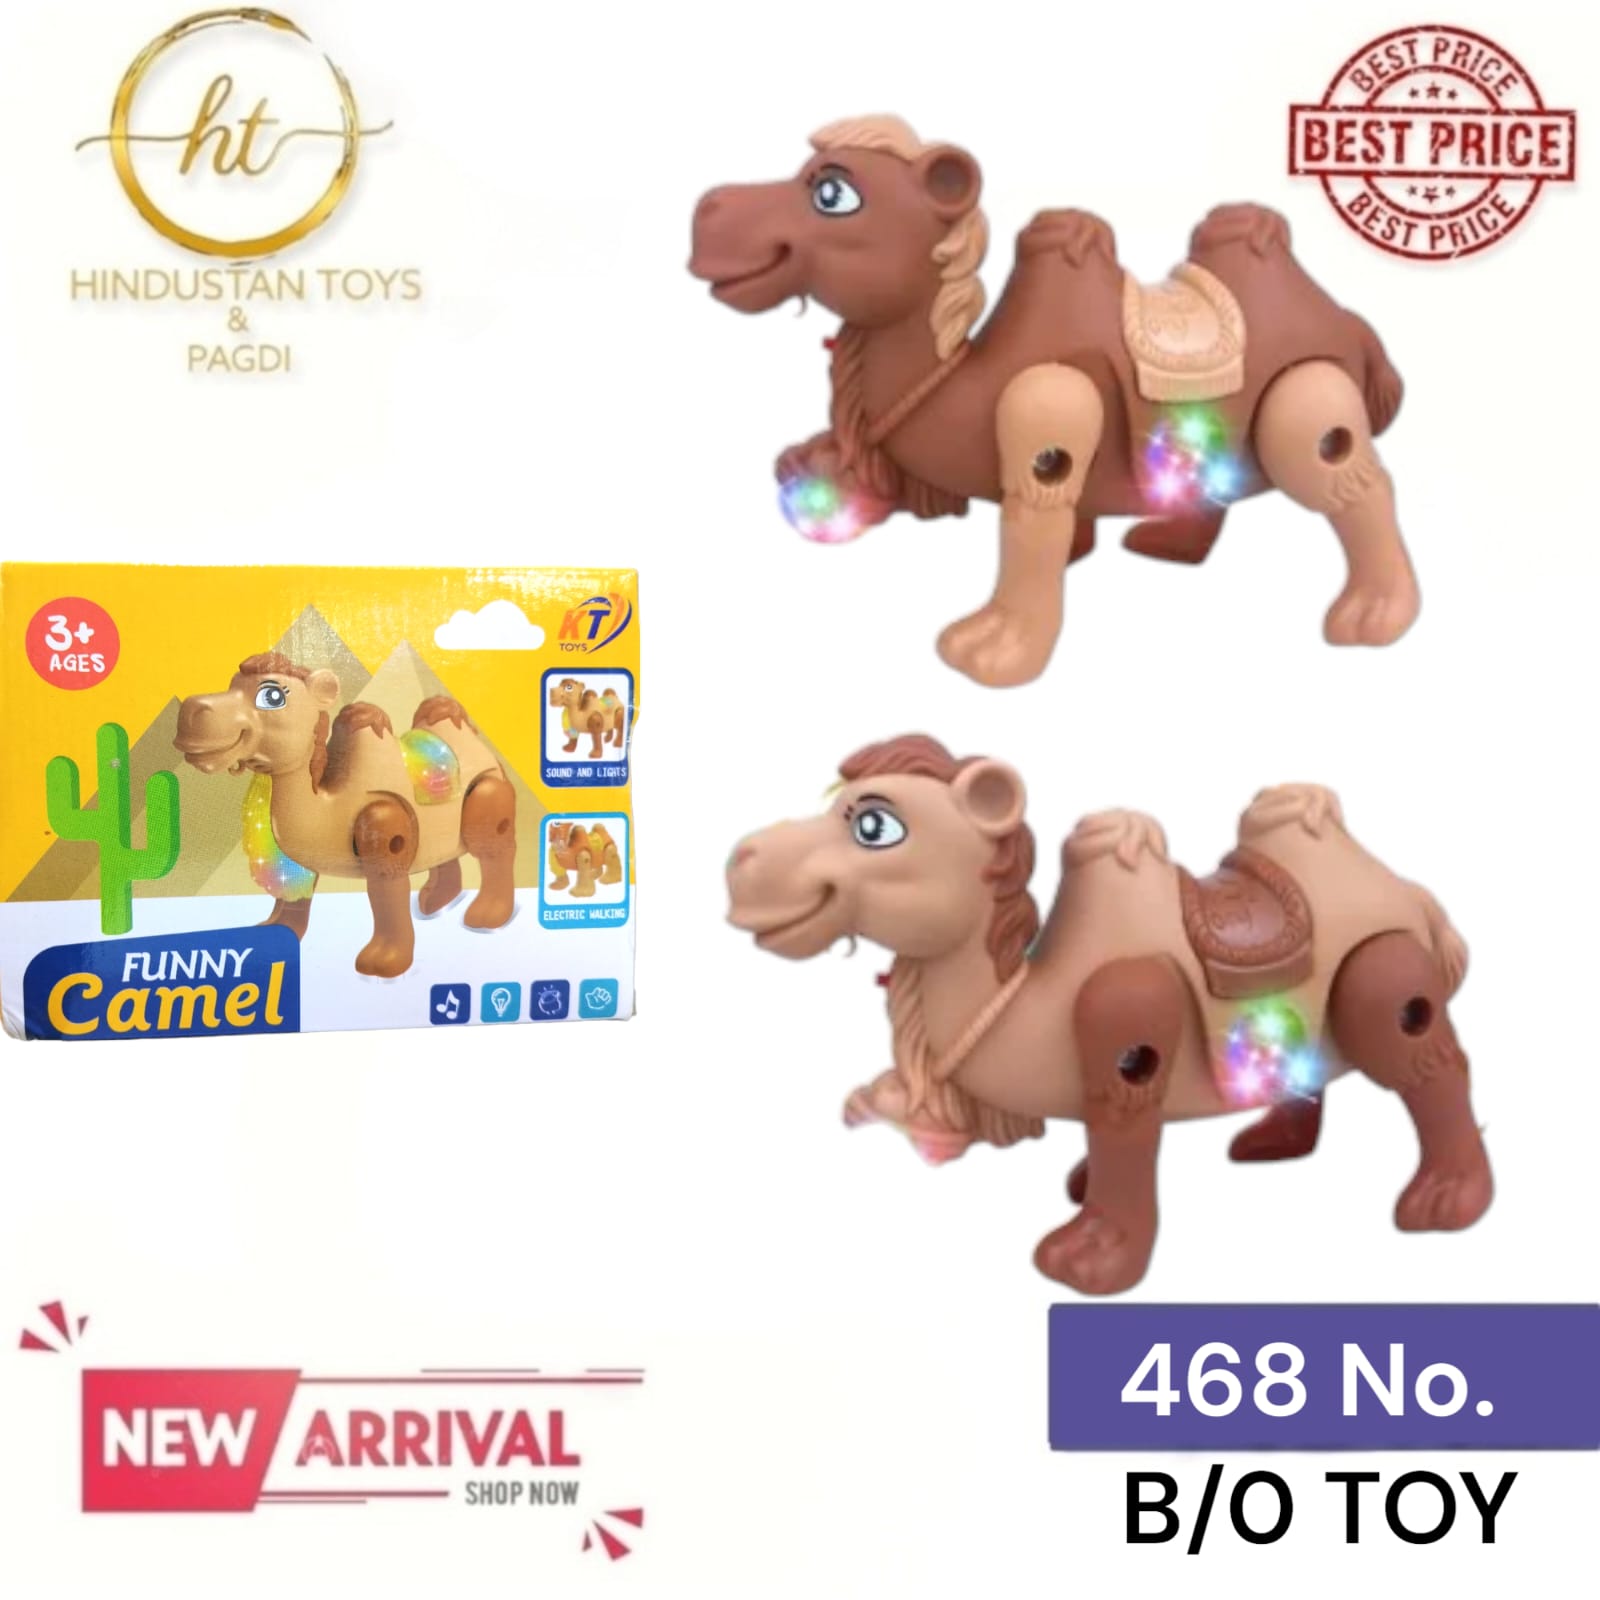 ht
HINDUSTAN TOYS
&
PAGDI
BEST PRICE
BEST PRICE
BEST PRICE
3+
AGES
KT
TOYS
SOUND AND LIGHTS
ELECTRIC WALKING
FUNNY
Camel
NEW ARRIVAL
SHOP NOW
468 No.
B/O TOY